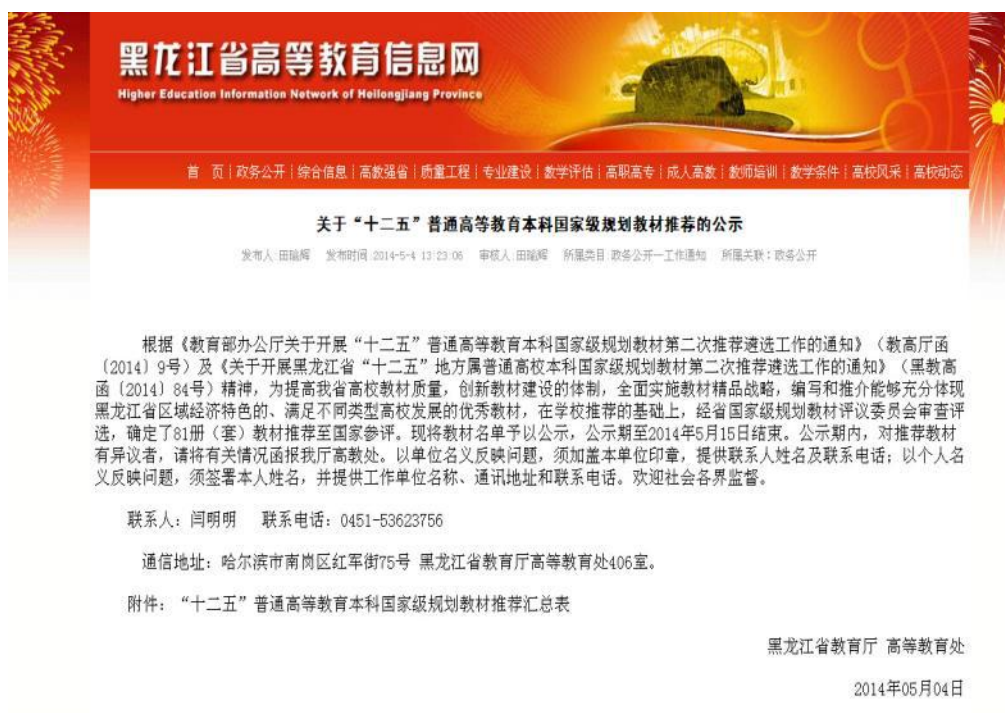 黑龙江省高等教育信息网
Higher Education Information Network of Heilongjiang Province
首 页|政务公开|综合信息|高教强省|质量工程|专业建设|教学评估|高职高专|成人高教|教师培训|教学条件|高校风采|高校动态
关于“十二五”普通高等教育本科国家级规划教材推荐的公示
发布人:田瑜辉 发布时间:2014-5-4 13:23:06 审核人:田瑜辉 所属类目:政务公开—工作通知 所属关联:政务公开
根据《教育部办公厅关于开展“十二五”普通高等教育本科国家级规划教材第二次推荐遴选工作的通知》(教高厅函
〔2014〕9号)及《关于开展黑龙江省“十二五”地方属普通高校本科国家级规划教材第二次推荐遴选工作的通知》(黑教高
函〔2014〕84号)精神,为提高我省高校教材质量,创新教材建设的体制,全面实施教材精品战略,编写和推介能够充分体现
黑龙江省区域经济特色的、满足不同类型高校发展的优秀教材,在学校推荐的基础上,经省国家级规划教材评议委员会审查评
选,确定了81册(套)教材推荐至国家参评。现将教材名单予以公示,公示期至2014年5月15日结束。公示期内,对推荐教材
有异议者,请将有关情况函报我厅高教处。以单位名义反映问题,须加盖本单位印章,提供联系人姓名及联系电话;以个人名
义反映问题,须签署本人姓名,并提供工作单位名称、通讯地址和联系电话。欢迎社会各界监督。
联系人:闫明明 联系电话:0451-53623756
通信地址:哈尔滨市南岗区红军街75号 黑龙江省教育厅高等教育处406室。
附件:“十二五”普通高等教育本科国家级规划教材推荐汇总表
黑龙江省教育厅 高等教育处
2014年05月04日